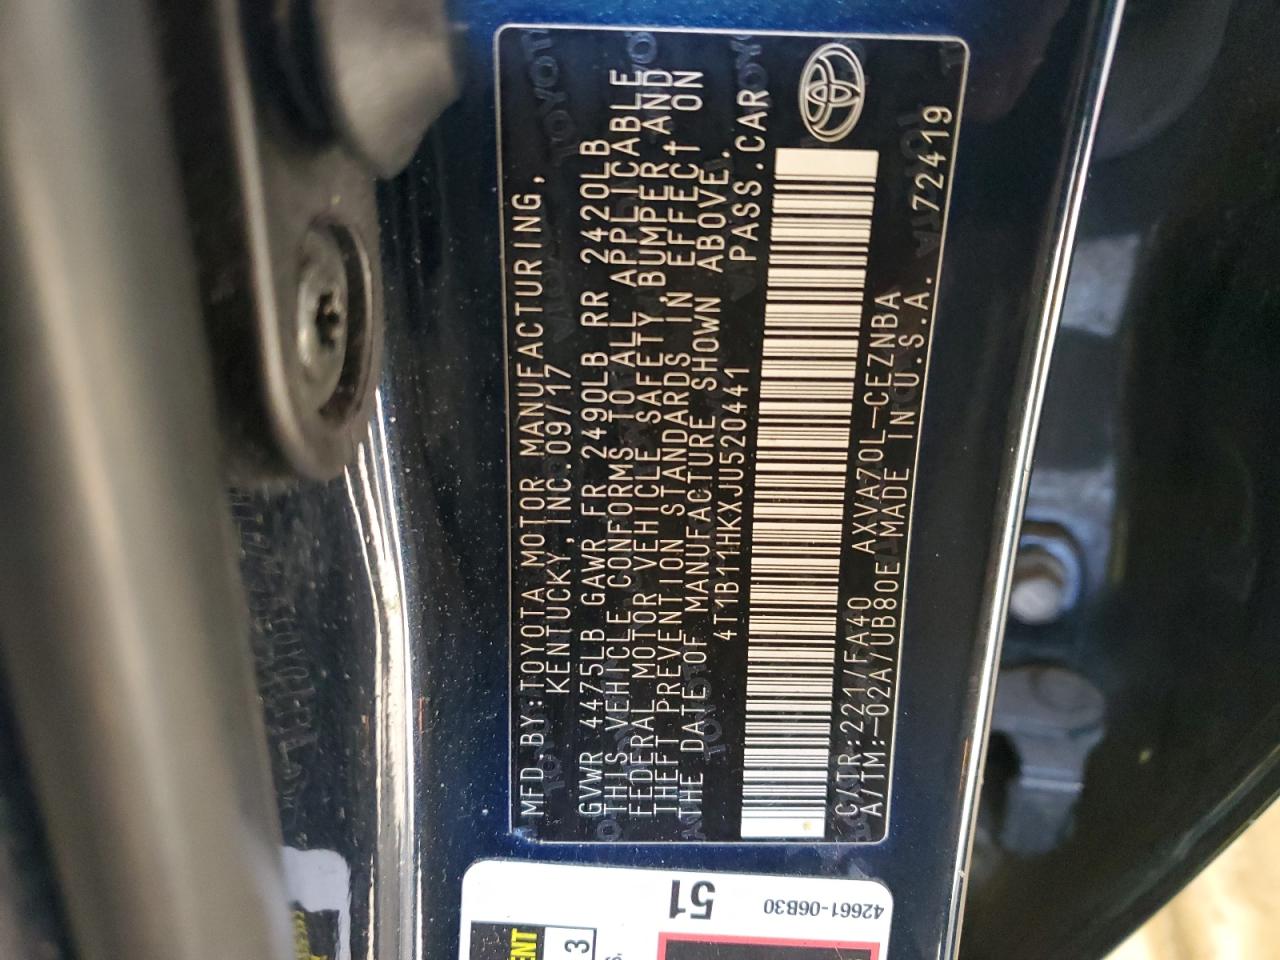 MFD.BY:TOYOTA MOTOR MANUFACTURING,
KENTUCKY,INC.09/17
GVWR 4475LB GAWR FR 2490LB RR 2420LB
THIS VEHICLE CONFORMS TO ALL APPLICABLE
FEDERAL MOTOR VEHICLE SAFETY,BUMPER,AND
THEFT PREVENTION STANDARDS IN EFFECT ON
THE DATE OF MANUFACTURE SHOWN ABOVE.
4T1B11HKXJU520441 PASS.CAR
C/TR:221/FA40 AXVA70L-CEZNBA
A/TM:-02A/UB80E MADE IN U.S.A. 72419
51
42661-06B30
3